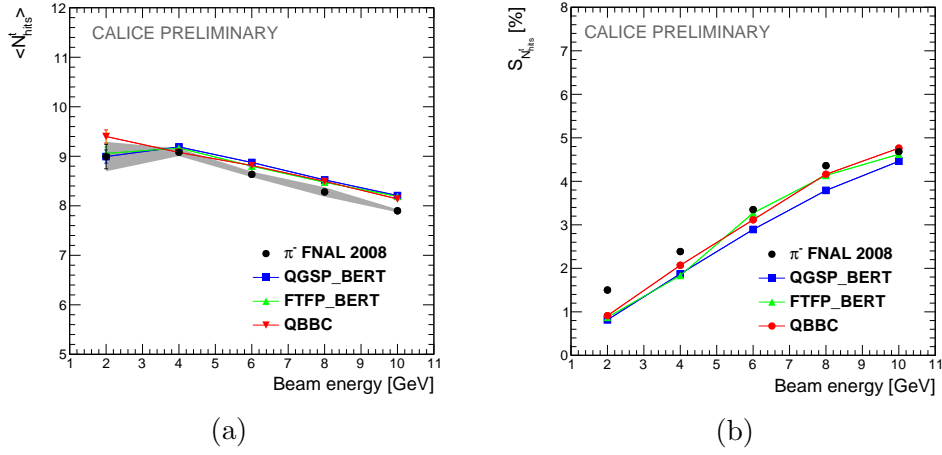 <N^t_hits>
12
11
10
9
8
7
6
5
CALICE PRELIMINARY
π⁻ FNAL 2008
QGSP_BERT
FTFP_BERT
QBBC
1 2 3 4 5 6 7 8 9 10 11
Beam energy [GeV]
(a)
S_N^t_hits [%]
8
7
6
5
4
3
2
1
0
CALICE PRELIMINARY
π⁻ FNAL 2008
QGSP_BERT
FTFP_BERT
QBBC
1 2 3 4 5 6 7 8 9 10 11
Beam energy [GeV]
(b)